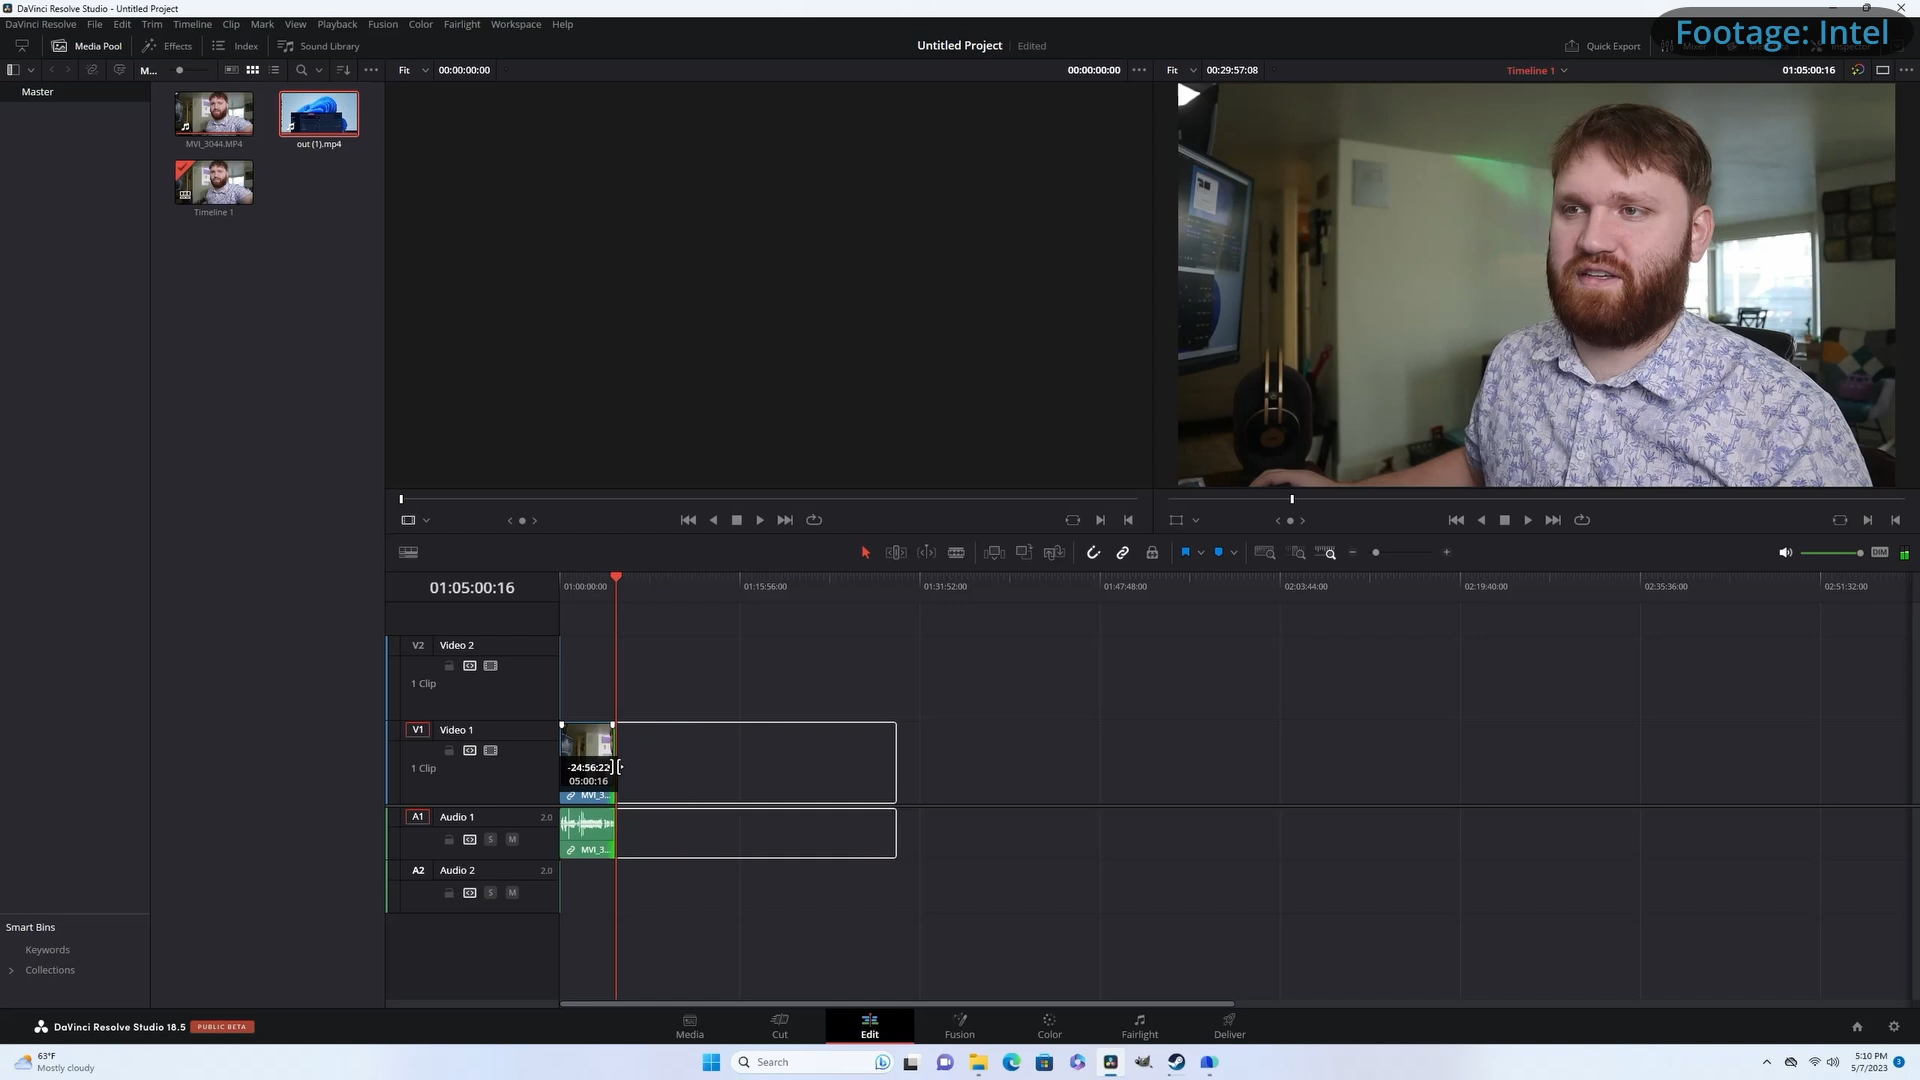 DaVinci Resolve Studio - Untitled Project
DaVinci Resolve File Edit Trim Timeline Clip Mark View Playback Fusion Color Fairlight Workspace Help
Footage: Intel
Media Pool Effects Index Sound Library
Untitled Project Edited
Quick Export
M... Fit 00:00:00:00 00:00:00:00 ••• Fit 00:29:57:08 Timeline 1 01:05:00:16 •••
Master
MVI_3044.MP4
out (1).mp4
Timeline 1
DIM
01:05:00:16
01:00:00:00 01:15:56:00 01:31:52:00 01:47:48:00 02:03:44:00 02:19:40:00 02:35:36:00 02:51:32:00
V2 Video 2
1 Clip
V1 Video 1
1 Clip
-24:56:22
05:00:16
MVI_3...
A1 Audio 1 2.0
S M
MVI_3...
A2 Audio 2 2.0
S M
Smart Bins
Keywords
Collections
DaVinci Resolve Studio 18.5 PUBLIC BETA
Media Cut Edit Fusion Color Fairlight Deliver
63°F
Mostly cloudy
Search
5:10 PM
5/7/2023
3